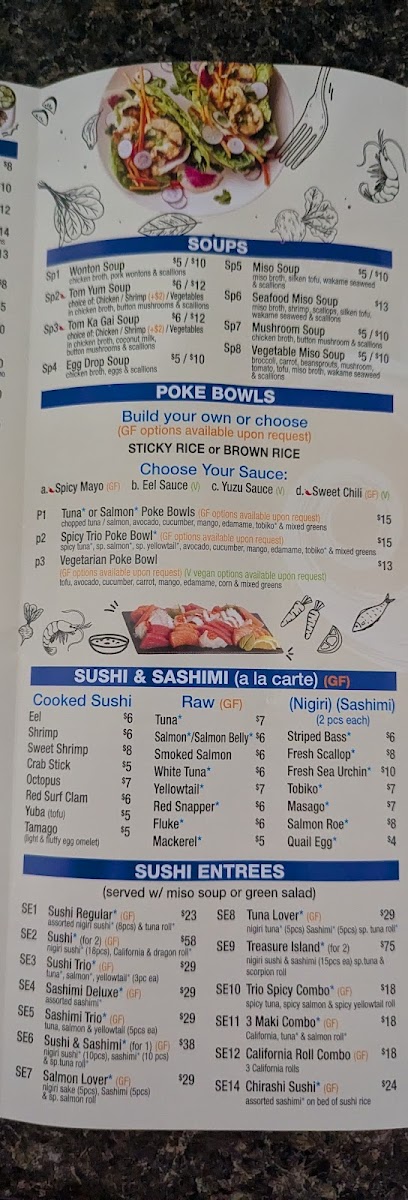 $8
10
12
14
13
SOUPS
Sp1 Wonton Soup $5 / $10
chicken broth, pork wontons & scallions
Sp2 Tom Yum Soup $6 / $12
choice of: Chicken / Shrimp (+$2) / Vegetables
in chicken broth, button mushrooms & scallions
Sp3 Tom Ka Gai Soup $6 / $12
choice of: Chicken / Shrimp (+$2) / Vegetables
in chicken broth, coconut milk,
button mushrooms & scallions
Sp4 Egg Drop Soup $5 / $10
chicken broth, eggs & scallions
Sp5 Miso Soup $5 / $10
miso broth, silken tofu, wakame seaweed
& scallions
Sp6 Seafood Miso Soup $13
miso broth, shrimp, scallops, silken tofu,
wakame seaweed & scallions
Sp7 Mushroom Soup $5 / $10
chicken broth, button mushroom & scallions
Sp8 Vegetable Miso Soup $5 / $10
broccoli, carrot, beansprouts, mushroom,
tomato, tofu, miso broth, wakame seaweed
& scallions
POKE BOWLS
Build your own or choose
(GF options available upon request)
STICKY RICE or BROWN RICE
Choose Your Sauce:
a. Spicy Mayo (GF) b. Eel Sauce (V) c. Yuzu Sauce (V) d. Sweet Chili (GF) (V)
P1 Tuna* or Salmon* Poke Bowls (GF options available upon request) $15
chopped tuna / salmon, avocado, cucumber, mango, edamame, tobiko* & mixed greens
p2 Spicy Trio Poke Bowl* (GF options available upon request) $15
spicy tuna*, sp. salmon*, sp. yellowtail*, avocado, cucumber, mango, edamame, tobiko* & mixed greens
p3 Vegetarian Poke Bowl $13
(GF options available upon request) (V vegan options available upon request)
tofu, avocado, cucumber, carrot, mango, edamame, corn & mixed greens
SUSHI & SASHIMI (a la carte) (GF)
Cooked Sushi
Eel $6
Shrimp $6
Sweet Shrimp $8
Crab Stick $5
Octopus $7
Red Surf Clam $6
Yuba (tofu) $5
Tamago $5
(light & fluffy egg omelet)
Raw (GF)
Tuna* $7
Salmon*/Salmon Belly* $6
Smoked Salmon $6
White Tuna* $6
Yellowtail* $7
Red Snapper* $6
Fluke* $6
Mackerel* $5
(Nigiri) (Sashimi)
(2 pcs each)
Striped Bass* $6
Fresh Scallop* $8
Fresh Sea Urchin* $10
Tobiko* $7
Masago* $7
Salmon Roe* $8
Quail Egg* $4
SUSHI ENTREES
(served w/ miso soup or green salad)
SE1 Sushi Regular* (GF) $23
assorted nigiri sushi* (8pcs) & tuna roll*
SE2 Sushi* (for 2) (GF) $58
nigiri sushi* (18pcs), California & dragon roll*
SE3 Sushi Trio* (GF) $29
tuna*, salmon*, yellowtail* (3pc ea)
SE4 Sashimi Deluxe* (GF) $29
assorted sashimi*
SE5 Sashimi Trio* (GF) $29
tuna, salmon & yellowtail (5pcs ea)
SE6 Sushi & Sashimi* (for 1) (GF) $38
nigiri sushi* (10pcs), sashimi* (10 pcs)
& sp.tuna roll*
SE7 Salmon Lover* (GF) $29
nigiri sake (5pcs), Sashimi (5pcs)
& sp. salmon roll
SE8 Tuna Lover* (GF) $29
nigiri tuna* (5pcs) Sashimi* (5pcs) sp. tuna roll*
SE9 Treasure Island* (for 2) $75
nigiri sushi & sashimi (15pcs ea) sp.tuna &
scorpion roll
SE10 Trio Spicy Combo* (GF) $18
spicy tuna, spicy salmon & spicy yellowtail roll
SE11 3 Maki Combo* (GF) $18
California, tuna* & salmon roll*
SE12 California Roll Combo (GF) $18
3 California rolls
SE14 Chirashi Sushi* (GF) $24
assorted sashimi* on bed of sushi rice